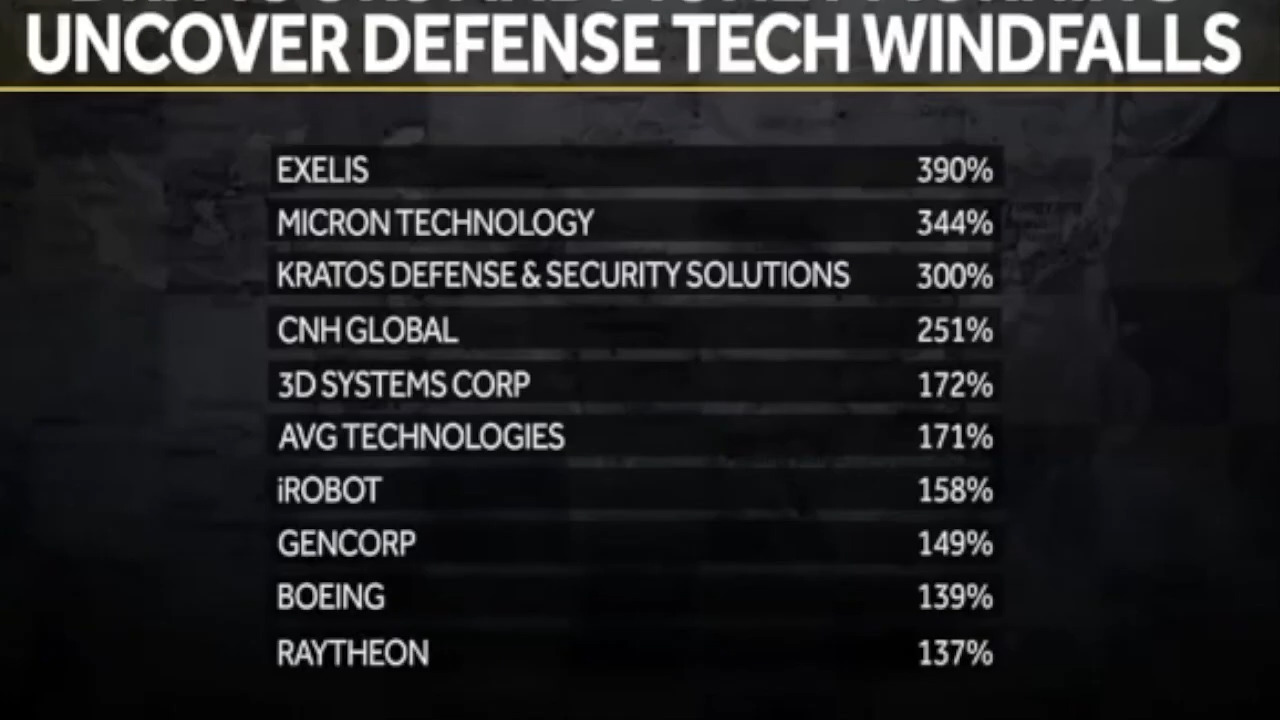 UNCOVER DEFENSE TECH WINDFALLS
EXELIS 390%
MICRON TECHNOLOGY 344%
KRATOS DEFENSE & SECURITY SOLUTIONS 300%
CNH GLOBAL 251%
3D SYSTEMS CORP 172%
AVG TECHNOLOGIES 171%
iROBOT 158%
GENCORP 149%
BOEING 139%
RAYTHEON 137%